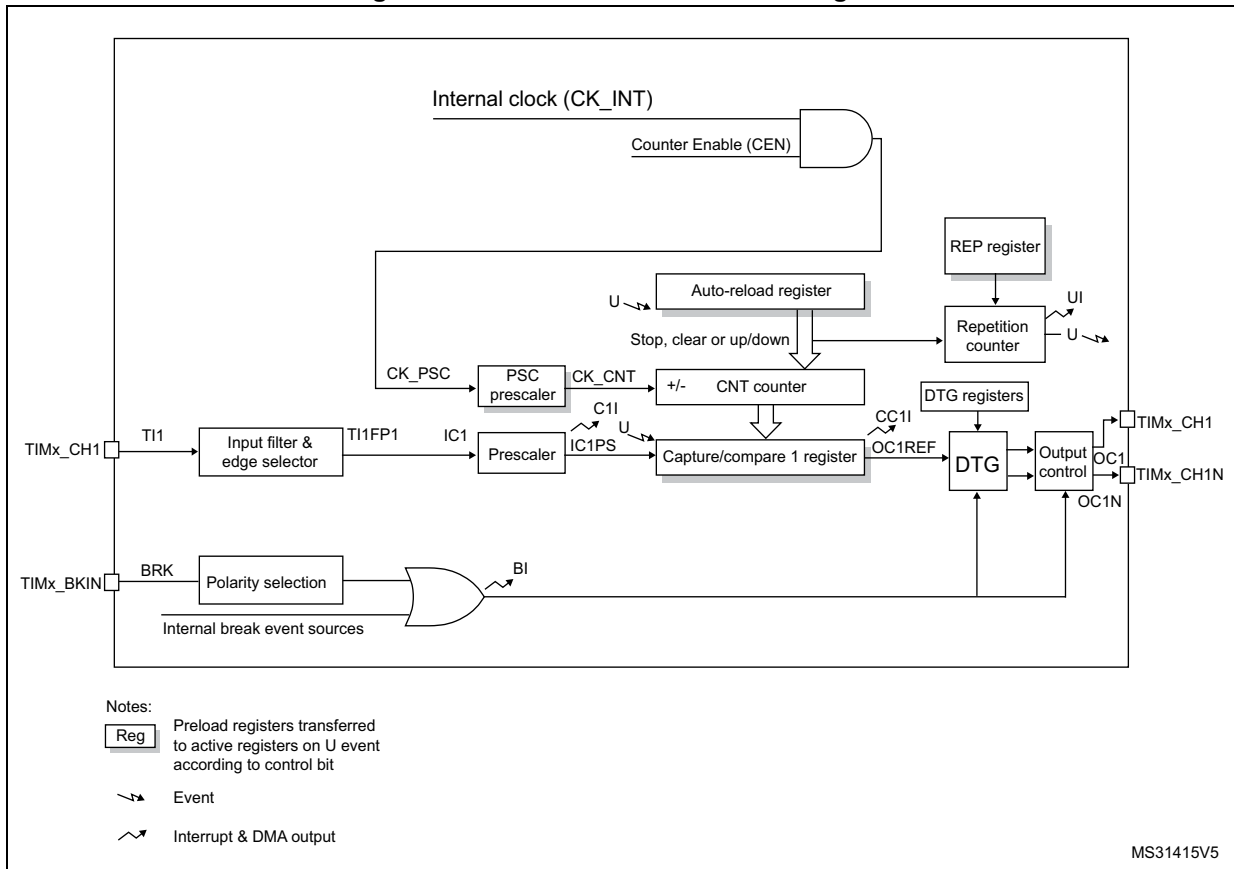 Internal clock (CK_INT)
Counter Enable (CEN)
REP register
Auto-reload register
U
UI
Stop, clear or up/down
Repetition
counter
U
CK_PSC
PSC
prescaler
CK_CNT
+/-
CNT counter
DTG registers
TIMx_CH1
TI1
Input filter &
edge selector
TI1FP1
IC1
Prescaler
C1I
IC1PS
U
Capture/compare 1 register
CC1I
OC1REF
DTG
Output
control
OC1
TIMx_CH1
TIMx_CH1N
OC1N
TIMx_BKIN
BRK
Polarity selection
BI
Internal break event sources
Notes:
Reg
Preload registers transferred
to active registers on U event
according to control bit
Event
Interrupt & DMA output
MS31415V5